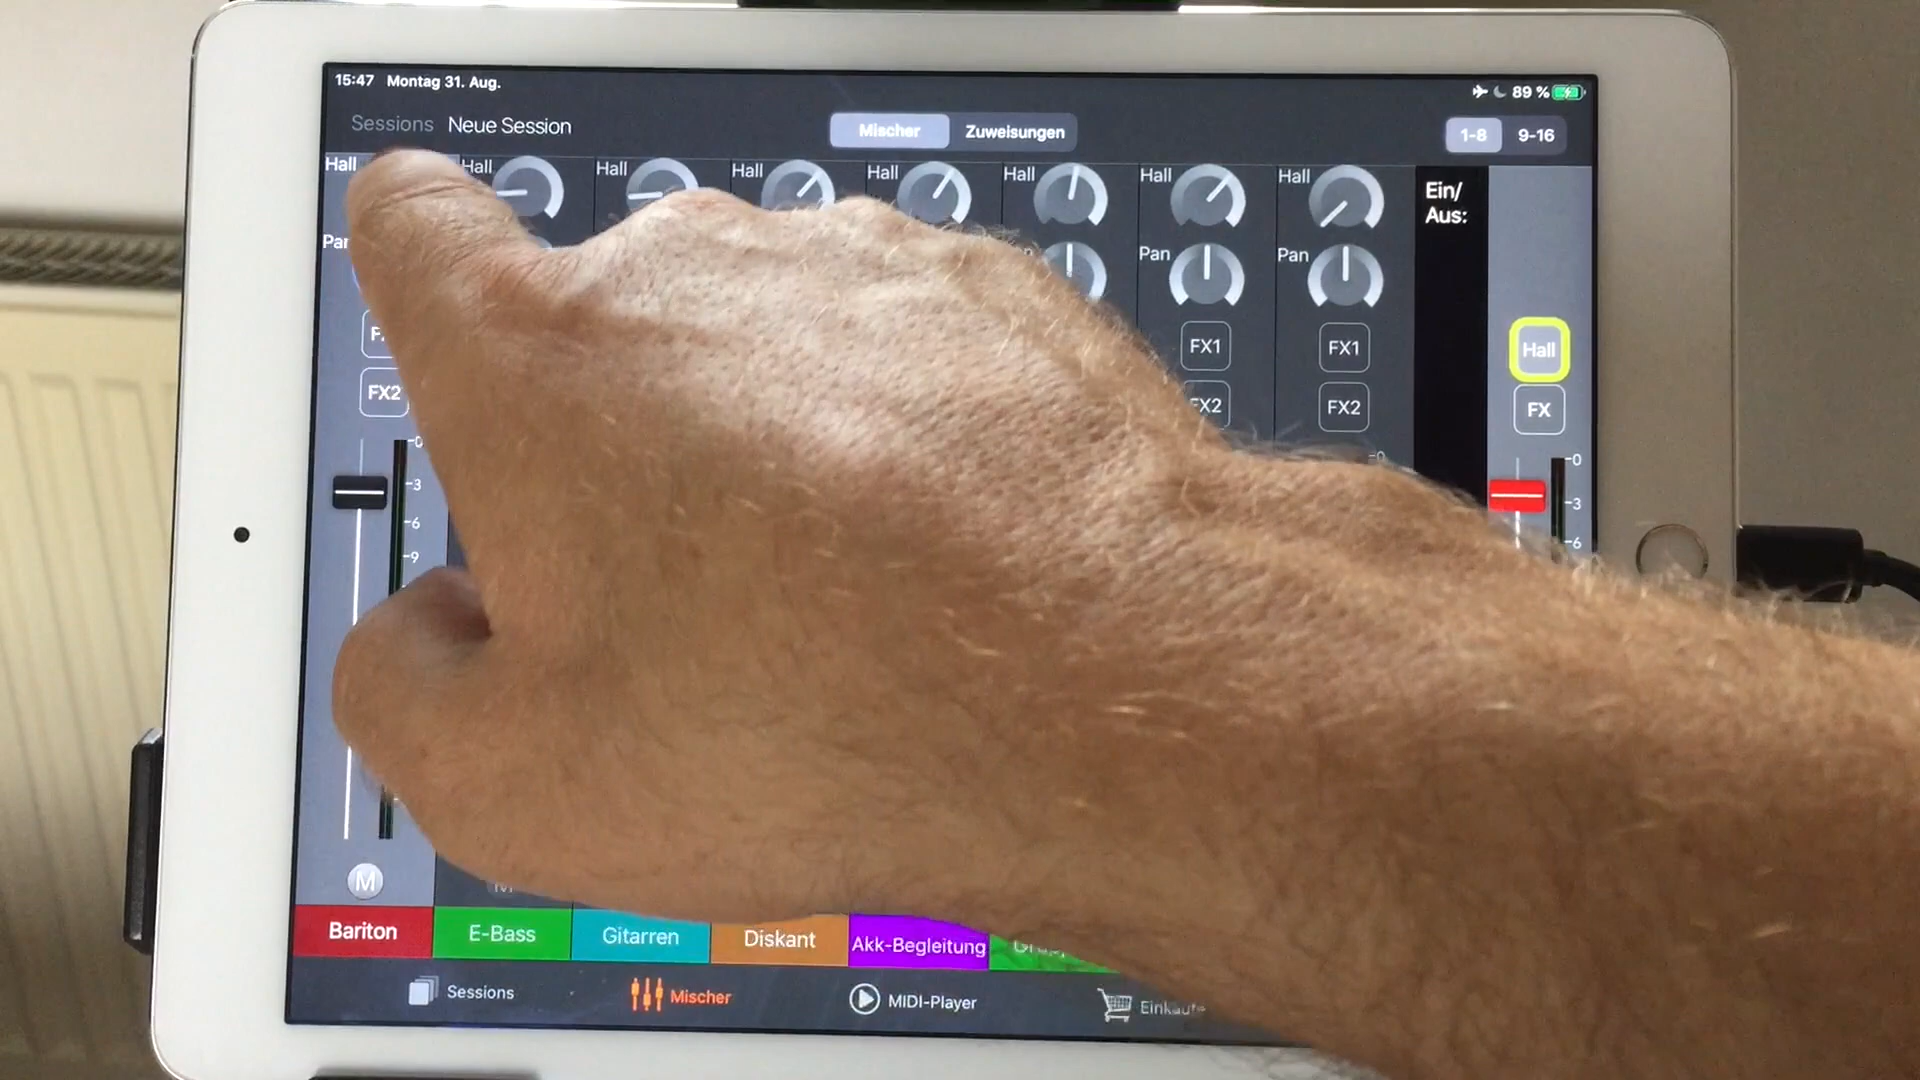 15:47 Montag 31. Aug. 89 %
Sessions Neue Session Mischer Zuweisungen 1-8 9-16
Hall Hall Hall Hall Hall Hall Hall Hall Ein/
Aus:
Pan Pan
FX1 FX1 Hall
FX2 FX2 FX
0 0
3 3
6 6
9
M
Bariton E-Bass Gitarren Diskant Akk-Begleitung
Sessions Mischer MIDI-Player Einkäufe